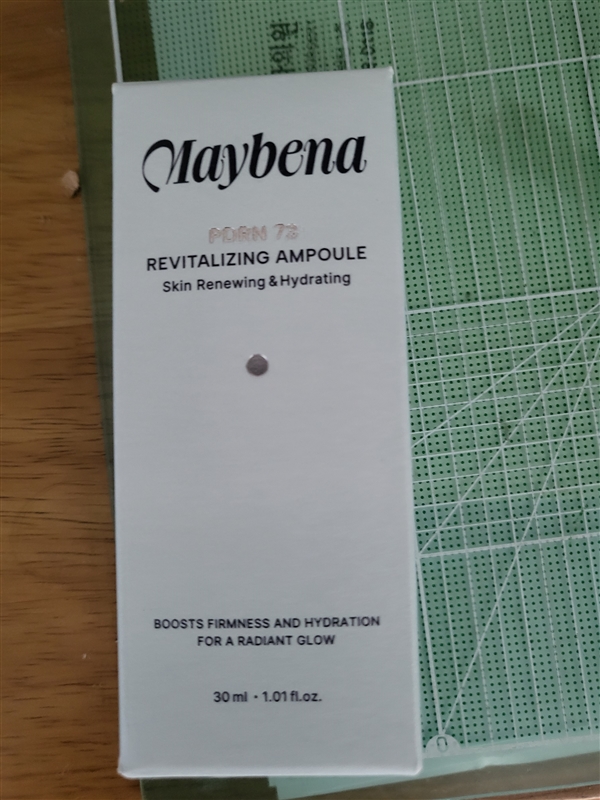 Maybena
PDRN 7%
REVITALIZING AMPOULE
Skin Renewing & Hydrating
BOOSTS FIRMNESS AND HYDRATION
FOR A RADIANT GLOW
30 ml · 1.01 fl.oz.